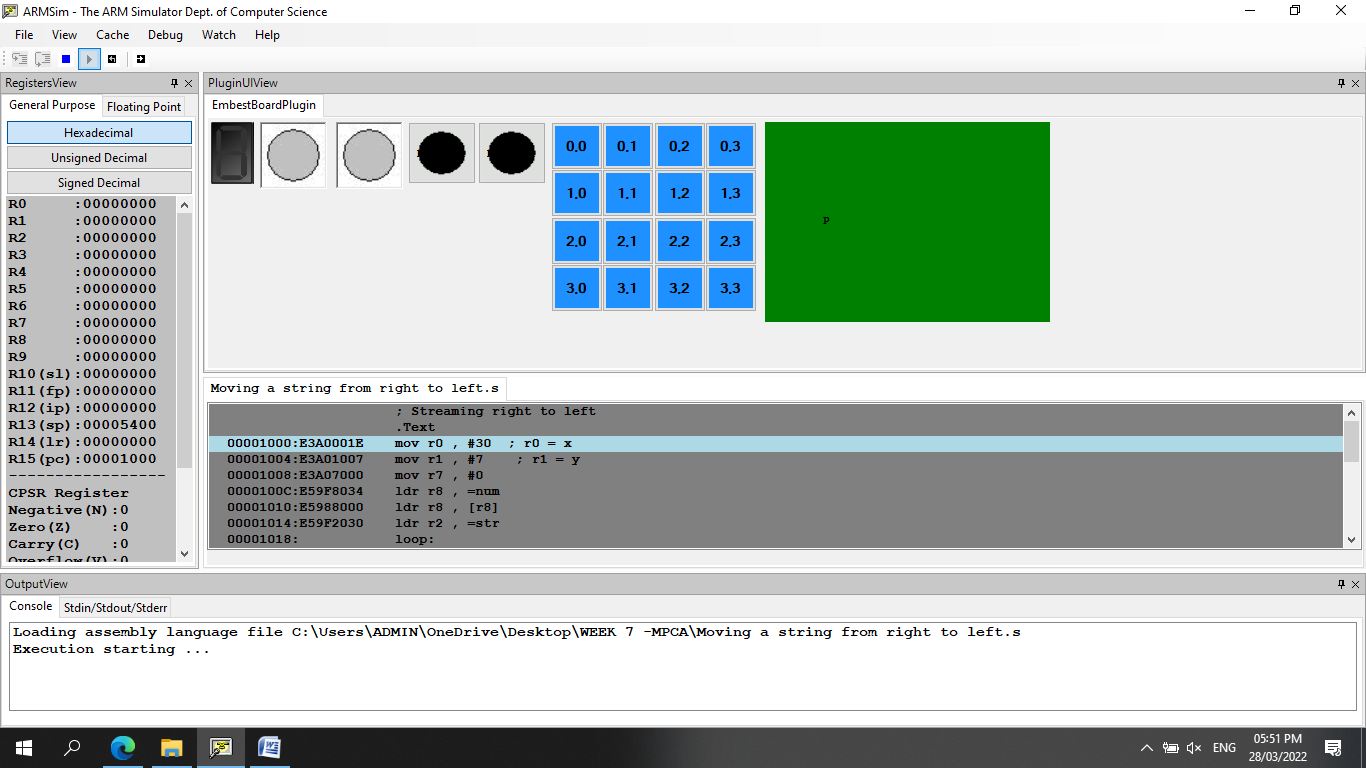 ARMSim - The ARM Simulator Dept. of Computer Science
File View Cache Debug Watch Help
RegistersView
General Purpose Floating Point
Hexadecimal
Unsigned Decimal
Signed Decimal
R0 :00000000
R1 :00000000
R2 :00000000
R3 :00000000
R4 :00000000
R5 :00000000
R6 :00000000
R7 :00000000
R8 :00000000
R9 :00000000
R10(sl):00000000
R11(fp):00000000
R12(ip):00000000
R13(sp):00005400
R14(lr):00000000
R15(pc):00001000
-----------------
CPSR Register
Negative(N):0
Zero(Z) :0
Carry(C) :0
Overflow(V):0
PluginUIView
EmbestBoardPlugin
0.0 0.1 0.2 0.3
1.0 1.1 1.2 1.3
2.0 2.1 2.2 2.3
3.0 3.1 3.2 3.3
P
Moving a string from right to left.s
; Streaming right to left
.Text
00001000:E3A0001E mov r0 , #30 ; r0 = x
00001004:E3A01007 mov r1 , #7 ; r1 = y
00001008:E3A07000 mov r7 , #0
0000100C:E59F8034 ldr r8 , =num
00001010:E5988000 ldr r8 , [r8]
00001014:E59F2030 ldr r2 , =str
00001018: loop:
OutputView
Console Stdin/Stdout/Stderr
Loading assembly language file C:\Users\ADMIN\OneDrive\Desktop\WEEK 7 -MPCA\Moving a string from right to left.s
Execution starting ...
ENG
05:51 PM
28/03/2022